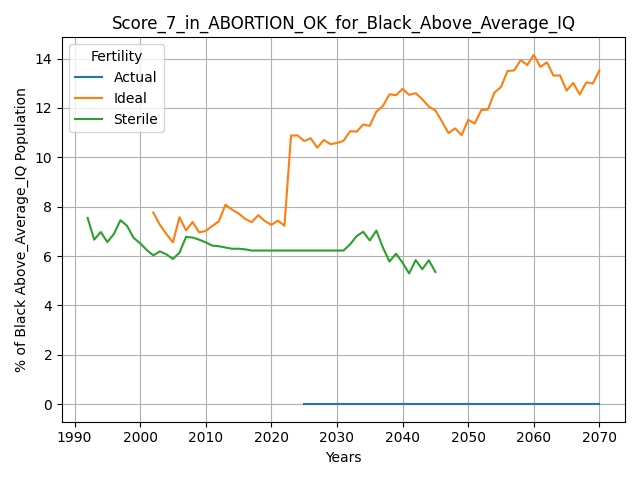 Score_7_in_ABORTION_OK_for_Black_Above_Average_IQ
Fertility
Actual
Ideal
Sterile
% of Black Above_Average_IQ Population
14
12
10
8
6
4
2
0
1990 2000 2010 2020 2030 2040 2050 2060 2070
Years